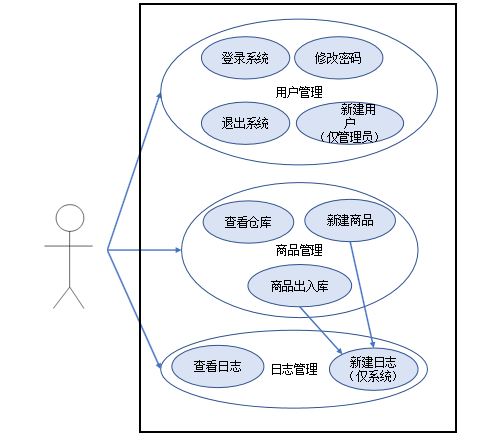 登录系统
修改密码
用户管理
退出系统
新建用
户
（仅管理员）
查看仓库
新建商品
商品管理
商品出入库
查看日志
日志管理
新建日志
（仅系统）